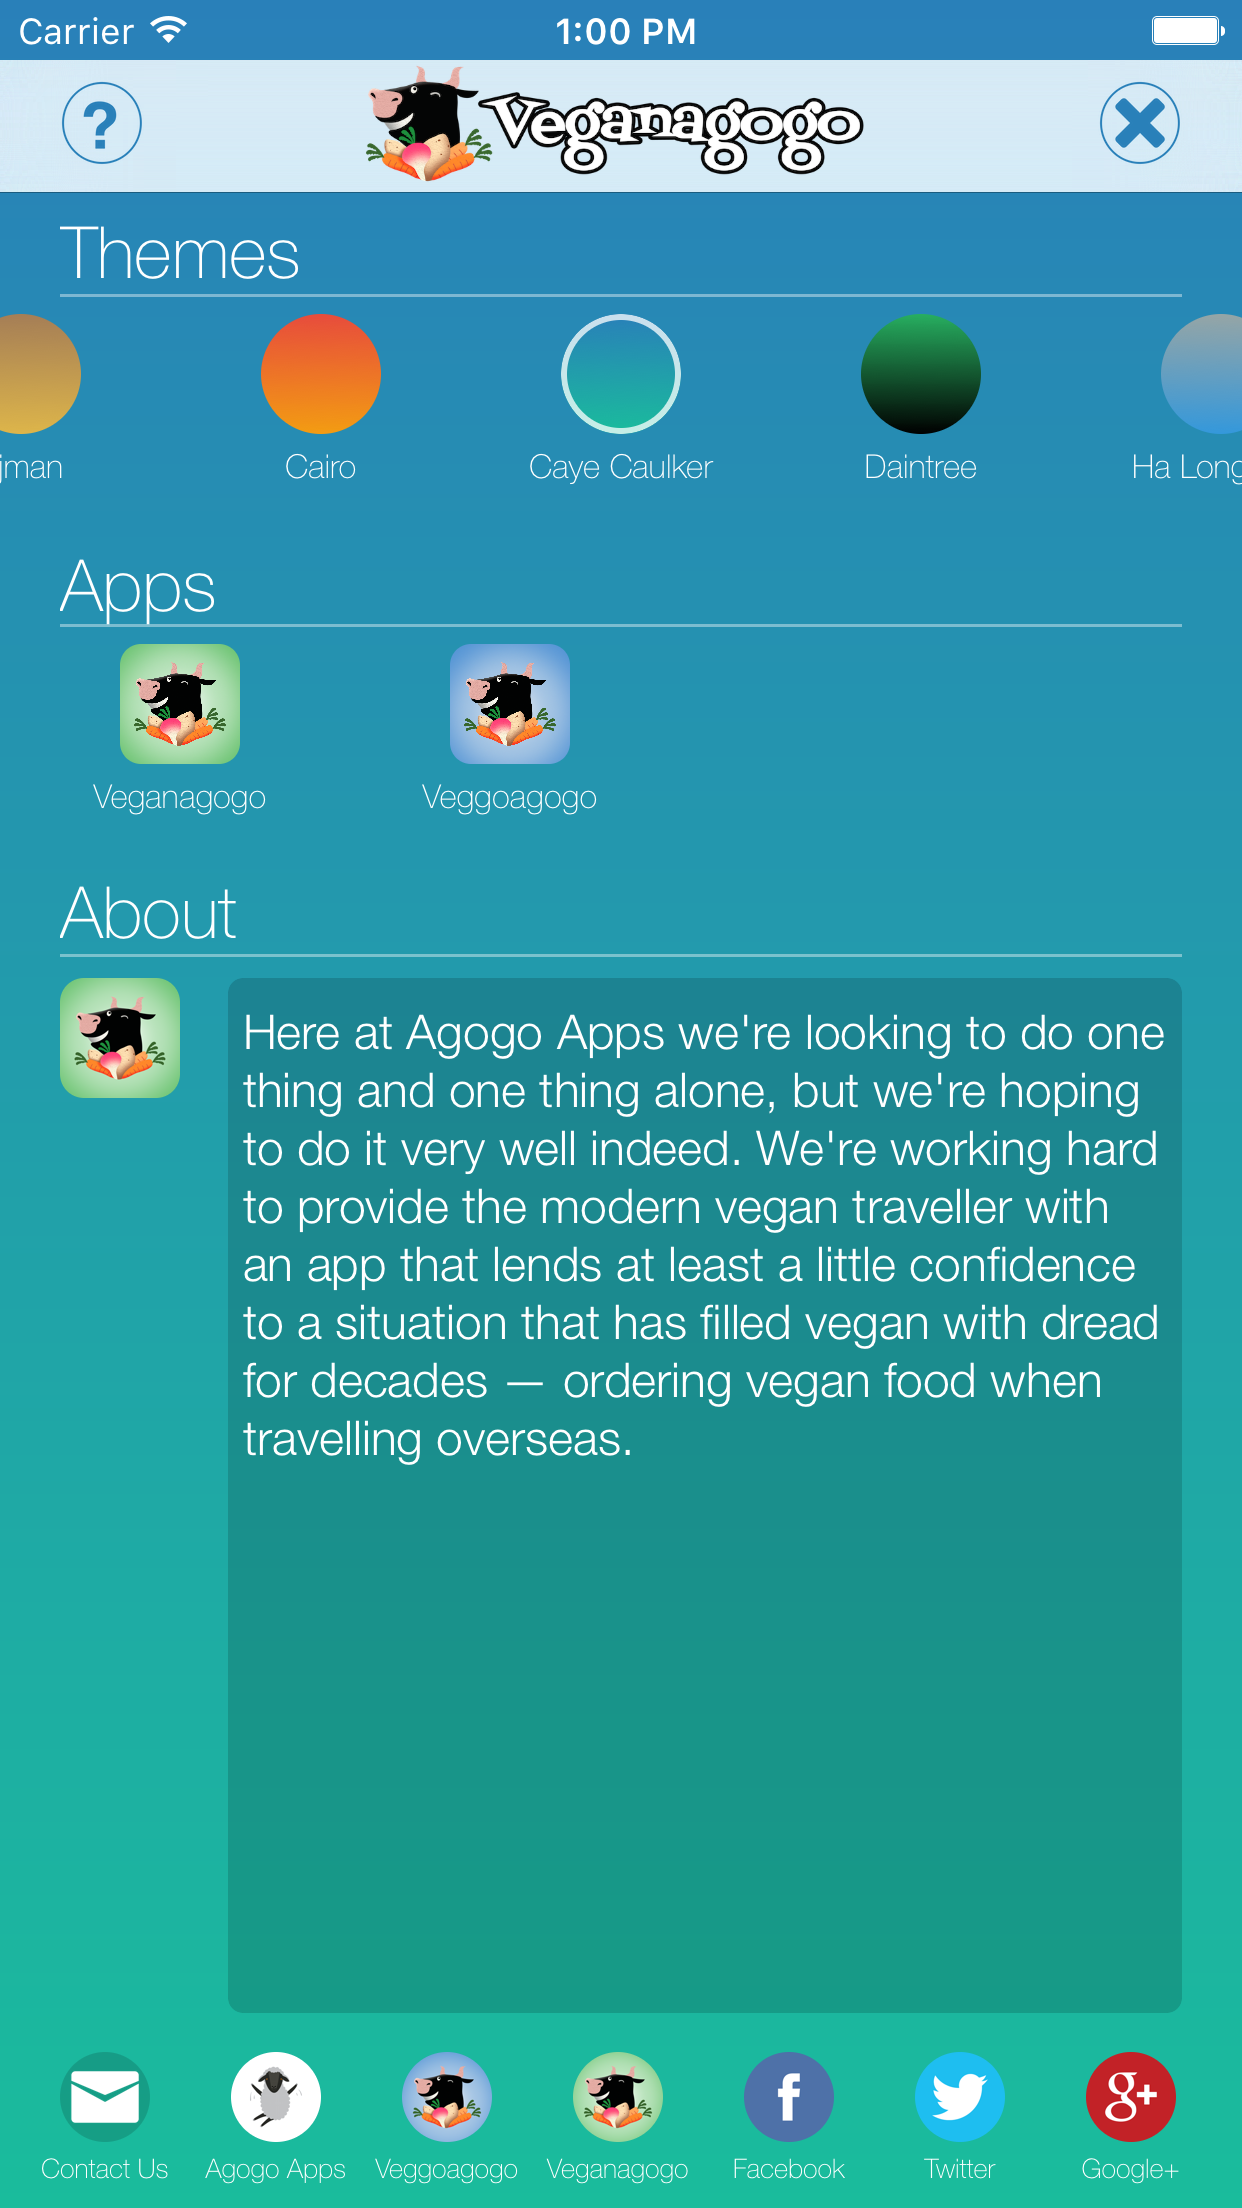 Carrier 1:00 PM
?
Veganagogo
Themes
jman Cairo Caye Caulker Daintree Ha Long
Apps
Veganagogo Veggoagogo
About
Here at Agogo Apps we're looking to do one
thing and one thing alone, but we're hoping
to do it very well indeed. We're working hard
to provide the modern vegan traveller with
an app that lends at least a little confidence
to a situation that has filled vegan with dread
for decades — ordering vegan food when
travelling overseas.
f g+
Contact Us Agogo Apps Veggoagogo Veganagogo Facebook Twitter Google+